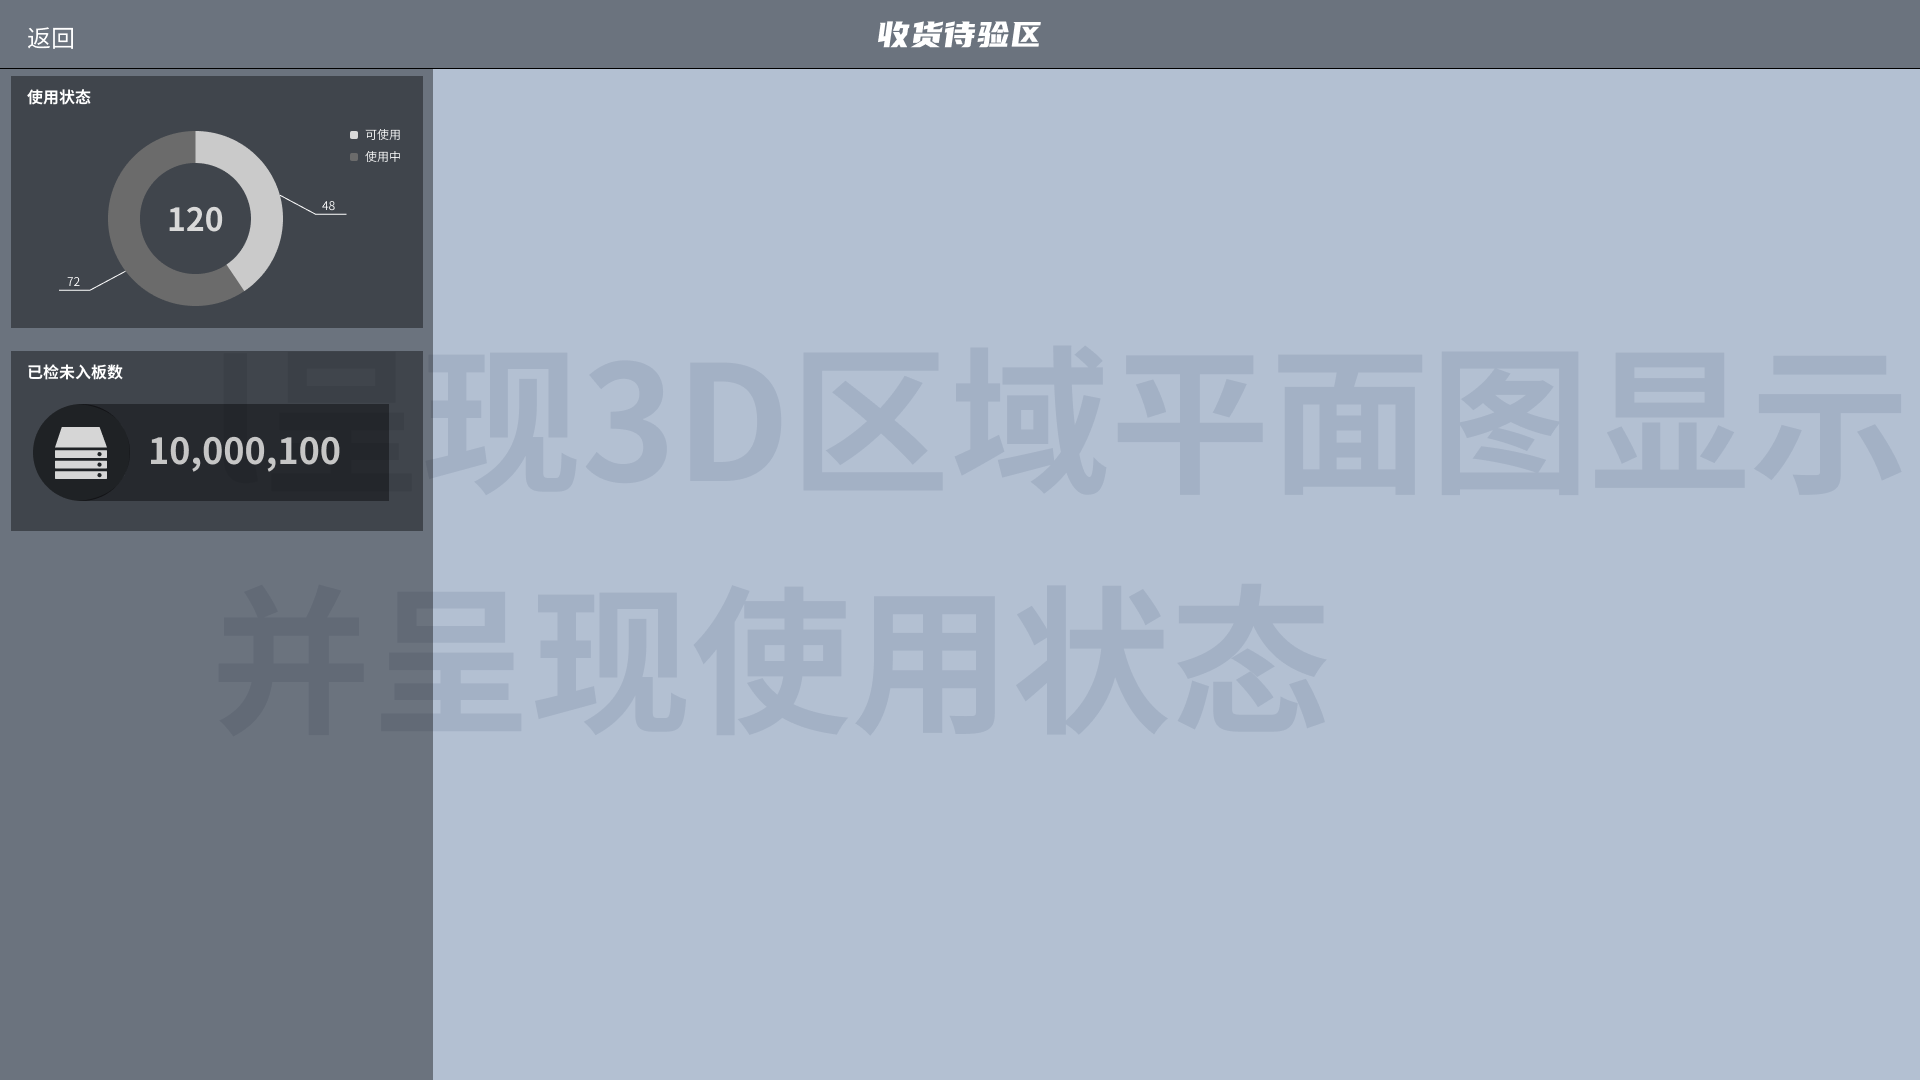 返回
收货待验区
使用状态
可使用
使用中
120
48
72
已检未入板数
10,000,100
呈现3D区域平面图显示
并呈现使用状态